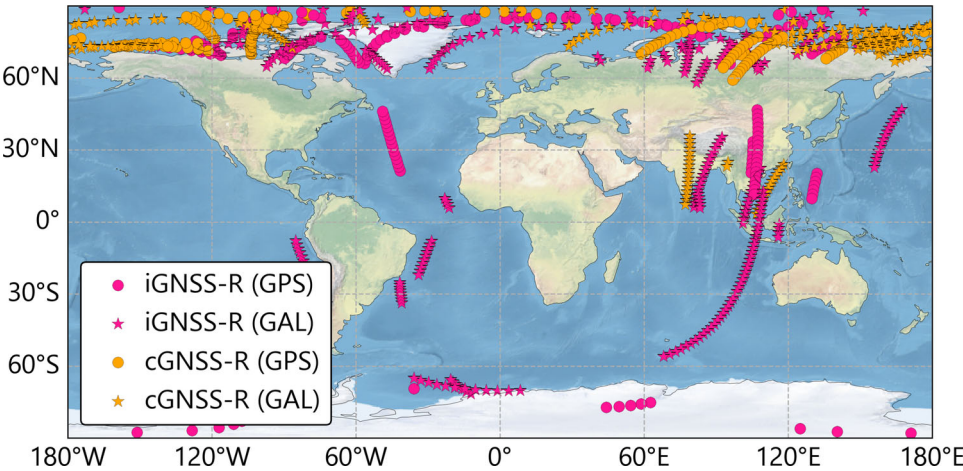 60°N
30°N
0°
30°S
60°S
iGNSS-R (GPS)
iGNSS-R (GAL)
cGNSS-R (GPS)
cGNSS-R (GAL)
180°W 120°W 60°W 0° 60°E 120°E 180°E